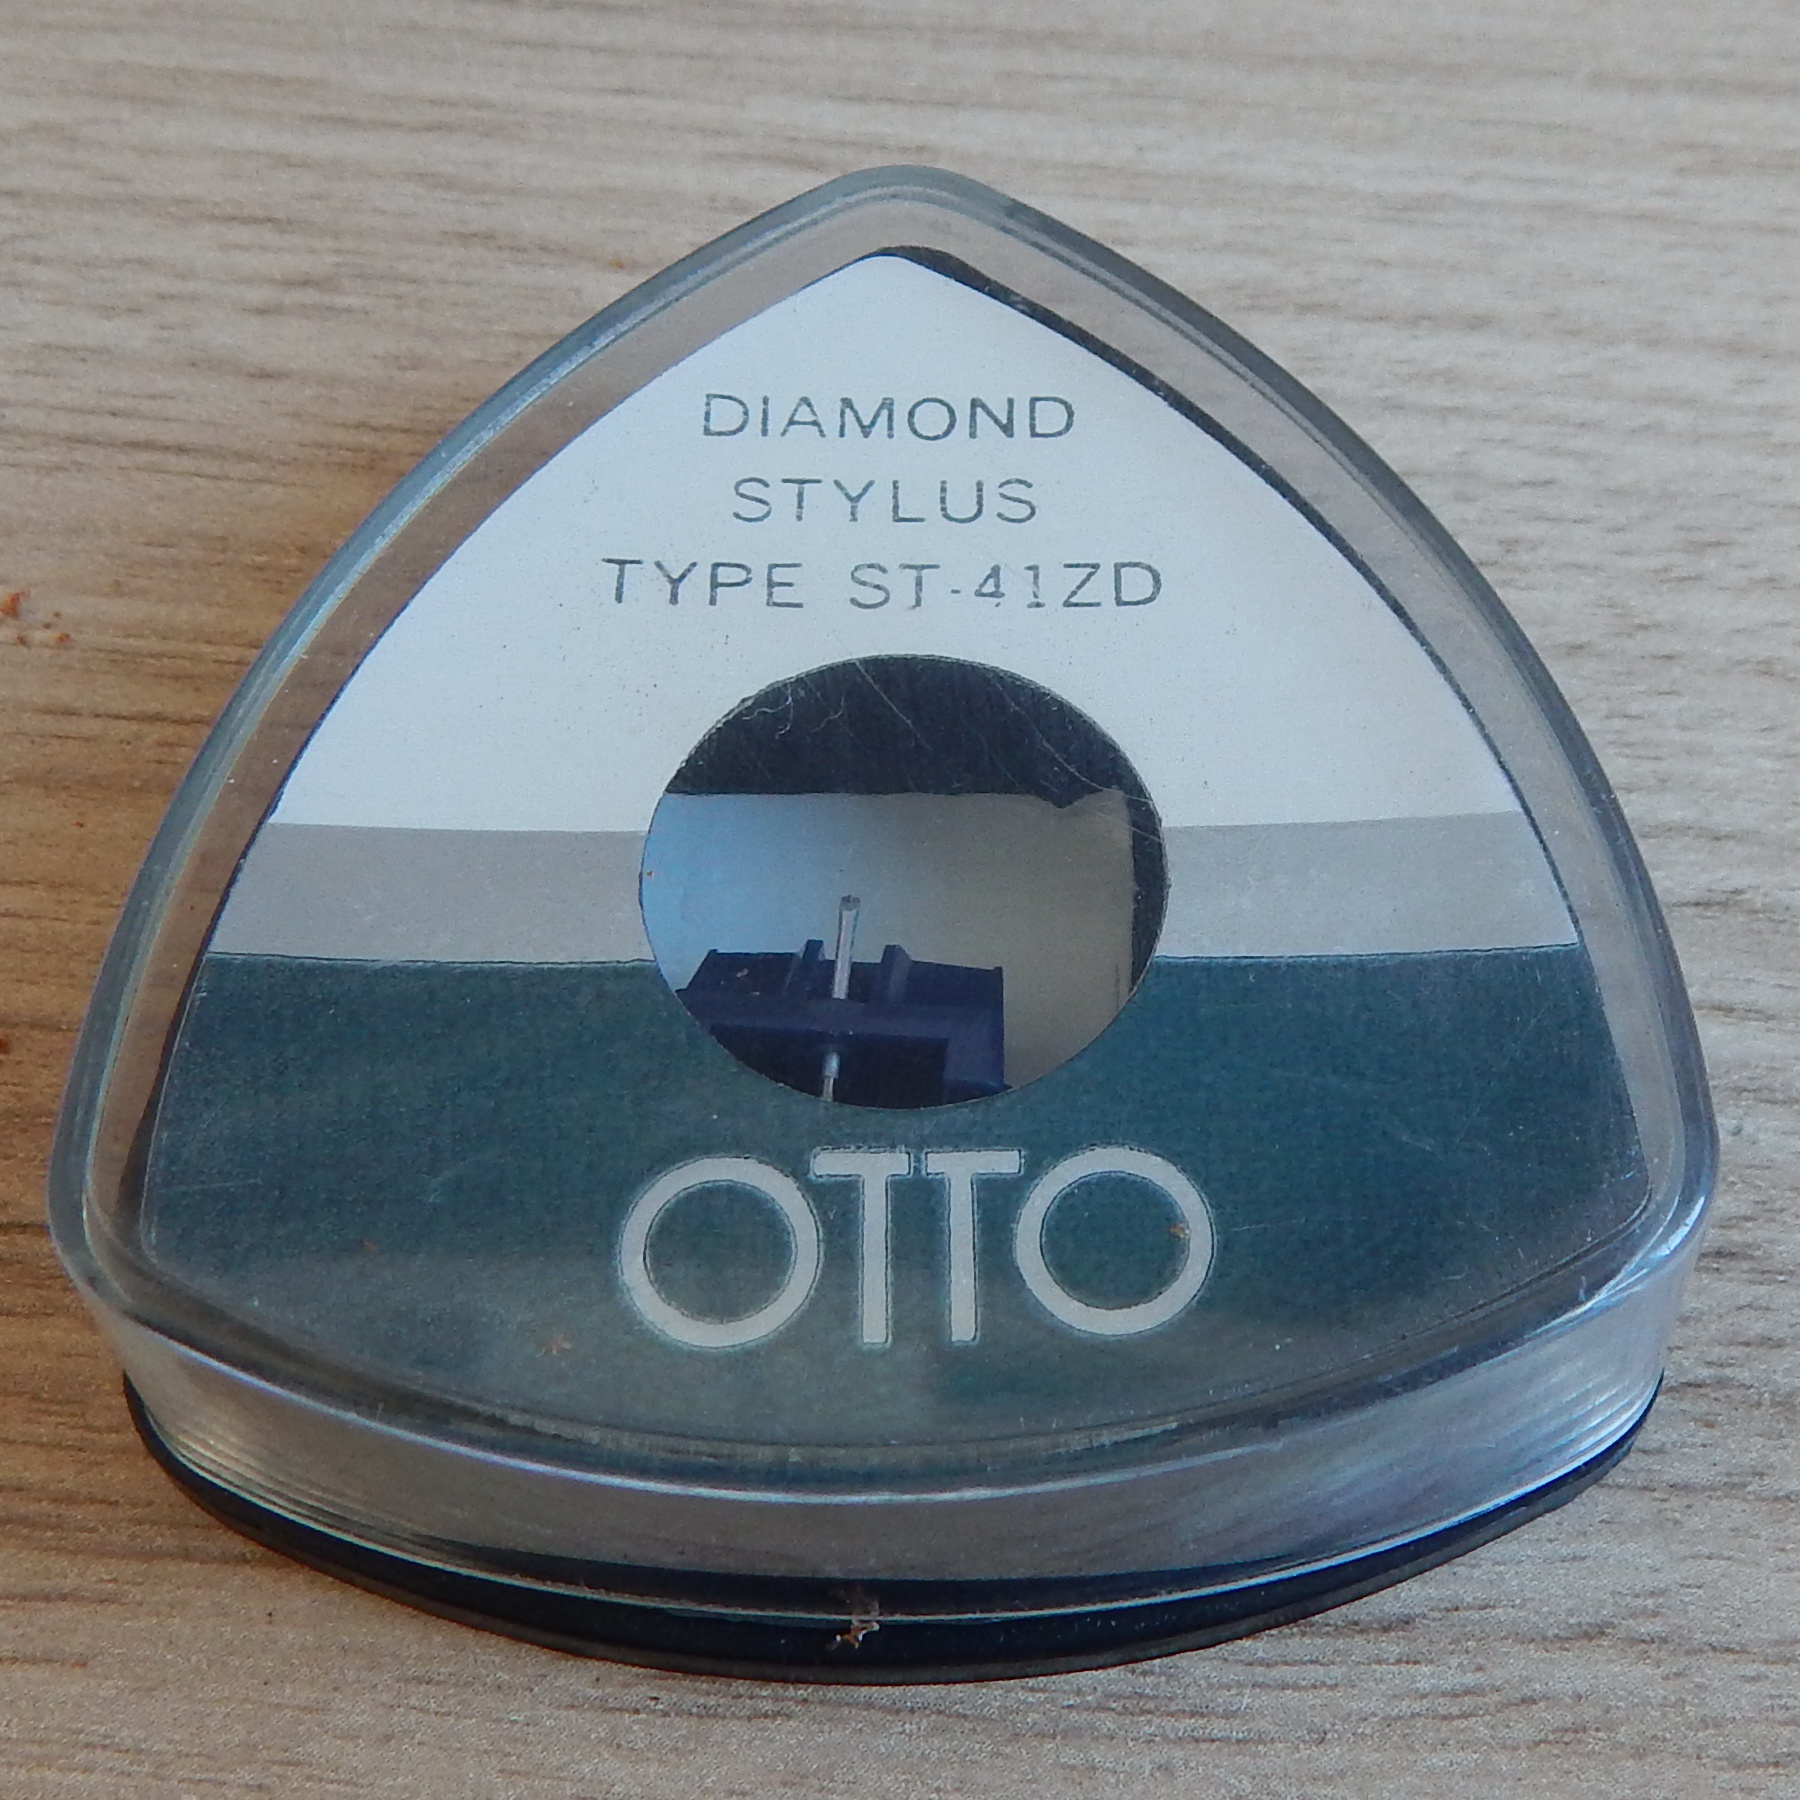 DIAMOND
STYLUS
TYPE ST-41ZD
OTTO